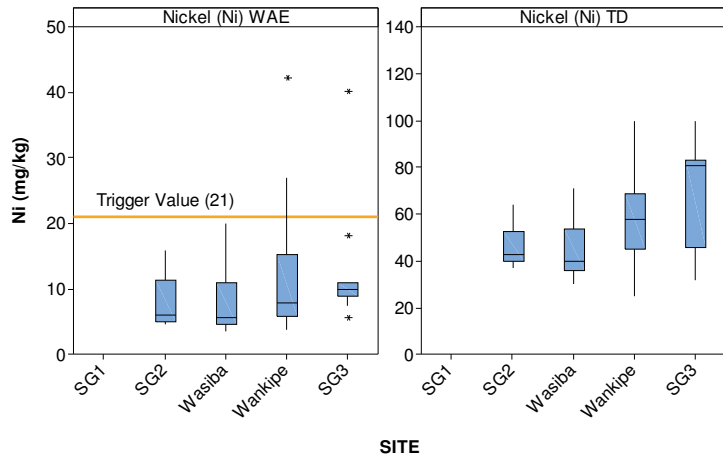 Nickel (Ni) WAE
Nickel (Ni) TD
Ni (mg/kg)
50
40
30
20
10
0
Trigger Value (21)
140
120
100
80
60
40
20
0
SG1
SG2
Wasiba
Wankipe
SG3
SG1
SG2
Wasiba
Wankipe
SG3
SITE